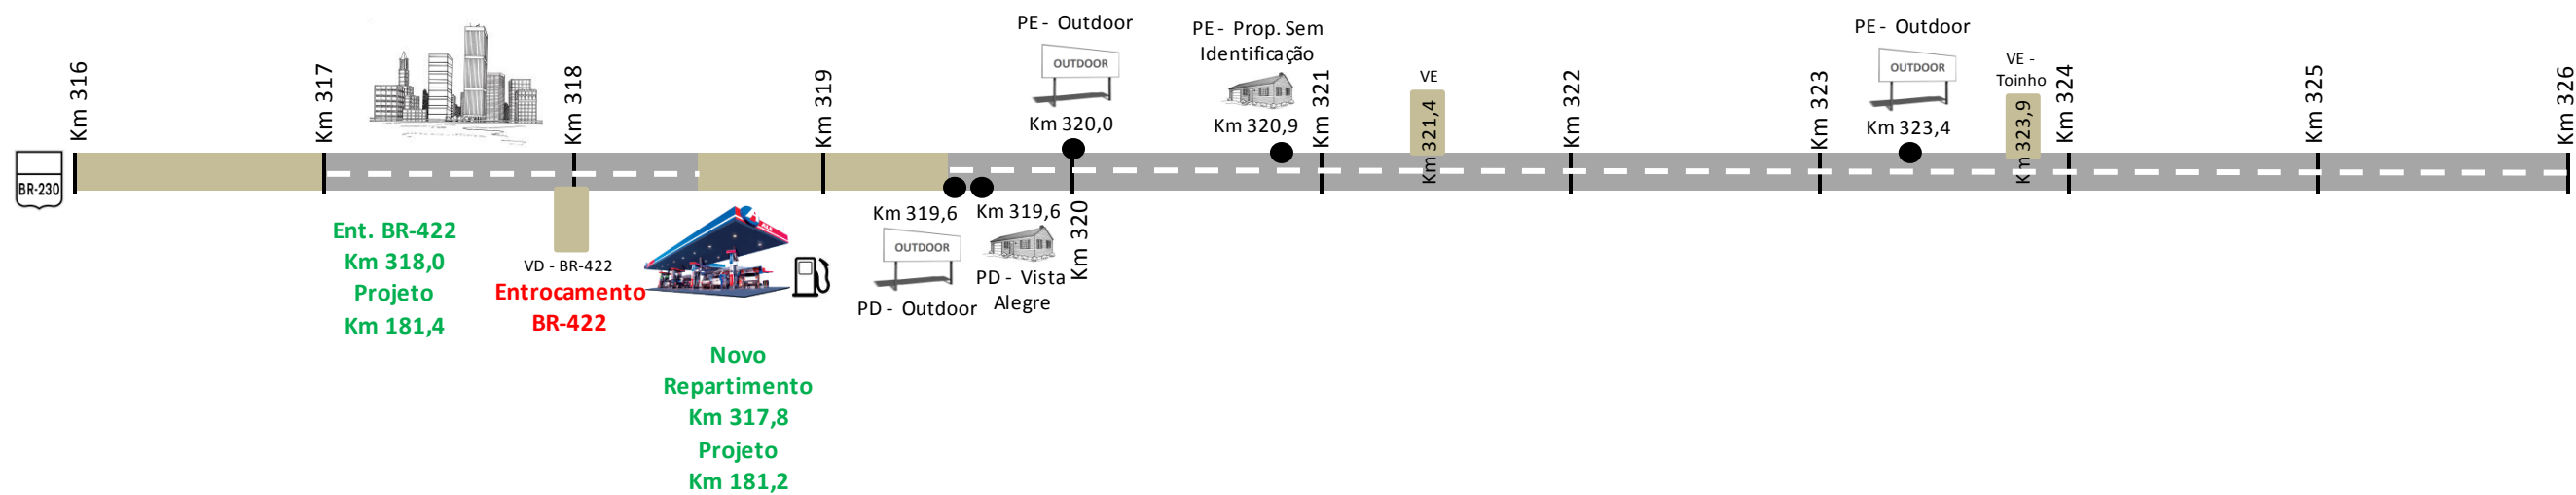 BR-230
Km 316
Km 317
Km 318
Km 319
PE - Outdoor
OUTDOOR
Km 320,0
PE - Prop. Sem
Identificação
Km 320,9
Km 321
VE
Km 321,4
Km 322
Km 323
PE - Outdoor
OUTDOOR
Km 323,4
VE -
Toinho
Km 323,9
Km 324
Km 325
Km 326
Ent. BR-422
Km 318,0
Projeto
Km 181,4
VD - BR-422
Entrocamento
BR-422
Novo
Repartimento
Km 317,8
Projeto
Km 181,2
Km 319,6
OUTDOOR
PD - Outdoor
Km 319,6
PD - Vista
Alegre
Km 320